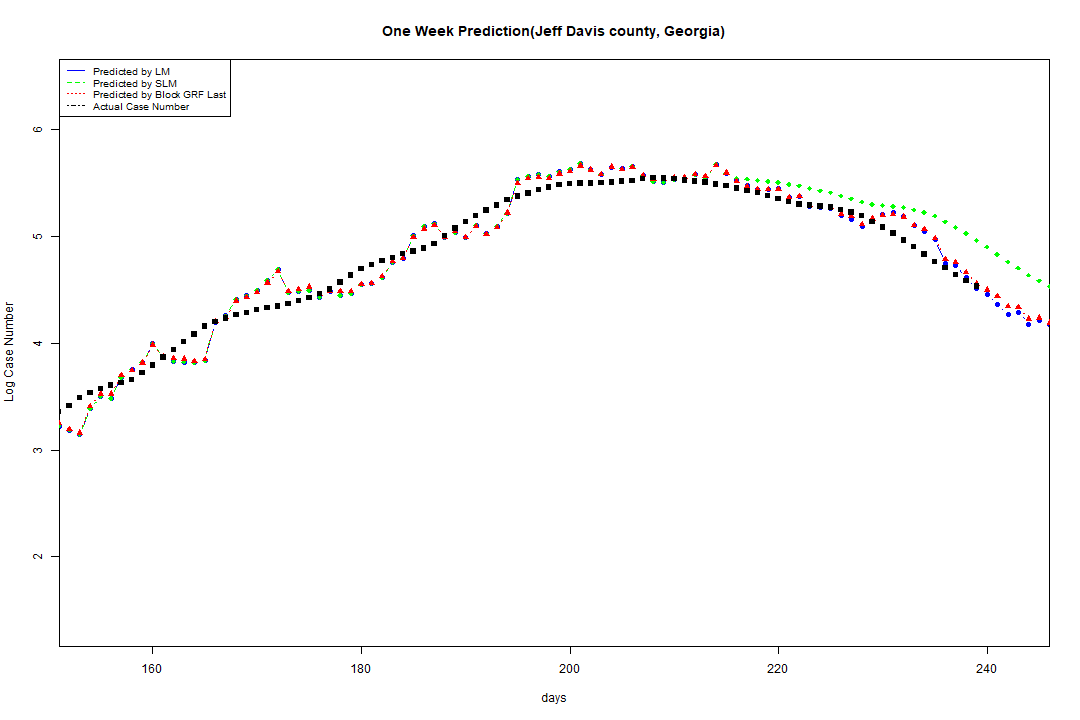 One Week Prediction(Jeff Davis county, Georgia)
Predicted by LM
Predicted by SLM
Predicted by Block GRF Last
Actual Case Number
6
5
4
3
2
Log Case Number
160
180
200
220
240
days